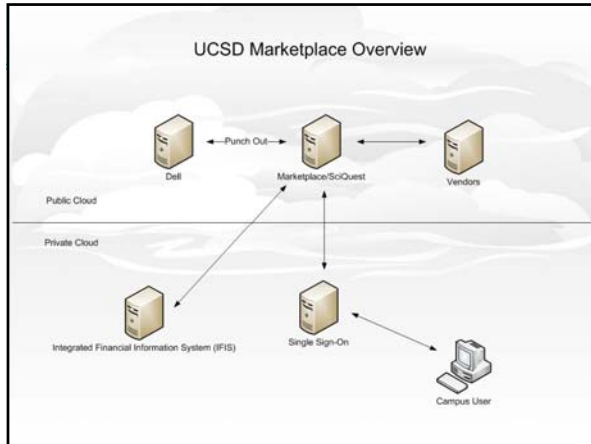 UCSD Marketplace Overview
Punch Out
Dell
Marketplace/SciQuest
Vendors
Public Cloud
Private Cloud
Integrated Financial Information System (IFIS)
Single Sign-On
Campus User